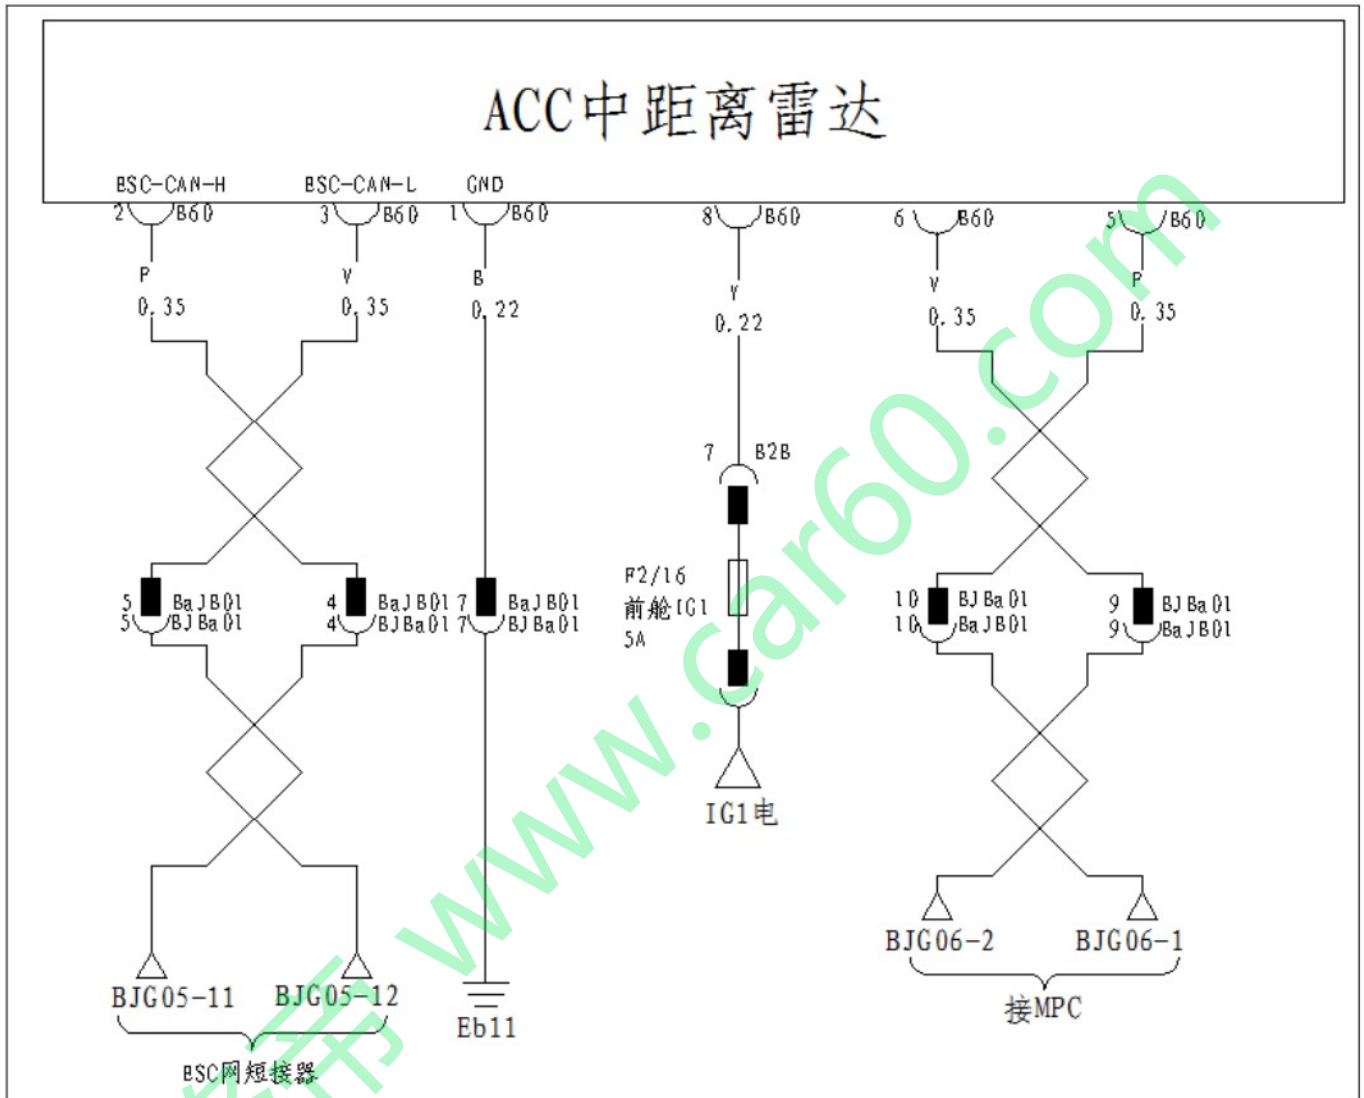 ACC中距离雷达
BSC-CAN-H BSC-CAN-L GND
2 B60 3 B60 1 B60 8 B60 6 B60 5 B60
P V B Y V P
0.35 0.35 0.22 0.22 0.35 0.35
7 B2B
F2/16
前舱IG1
5A
5 BaJB01 4 BaJB01 7 BaJB01 10 BJBa01 9 BJBa01
5 BJBa01 4 BJBa01 7 BJBa01 10 BaJB01 9 BaJB01
IG1电
BJG06-2 BJG06-1
接MPC
BJG05-11 BJG05-12
Eb11
BSC网短接器
www.car60.com